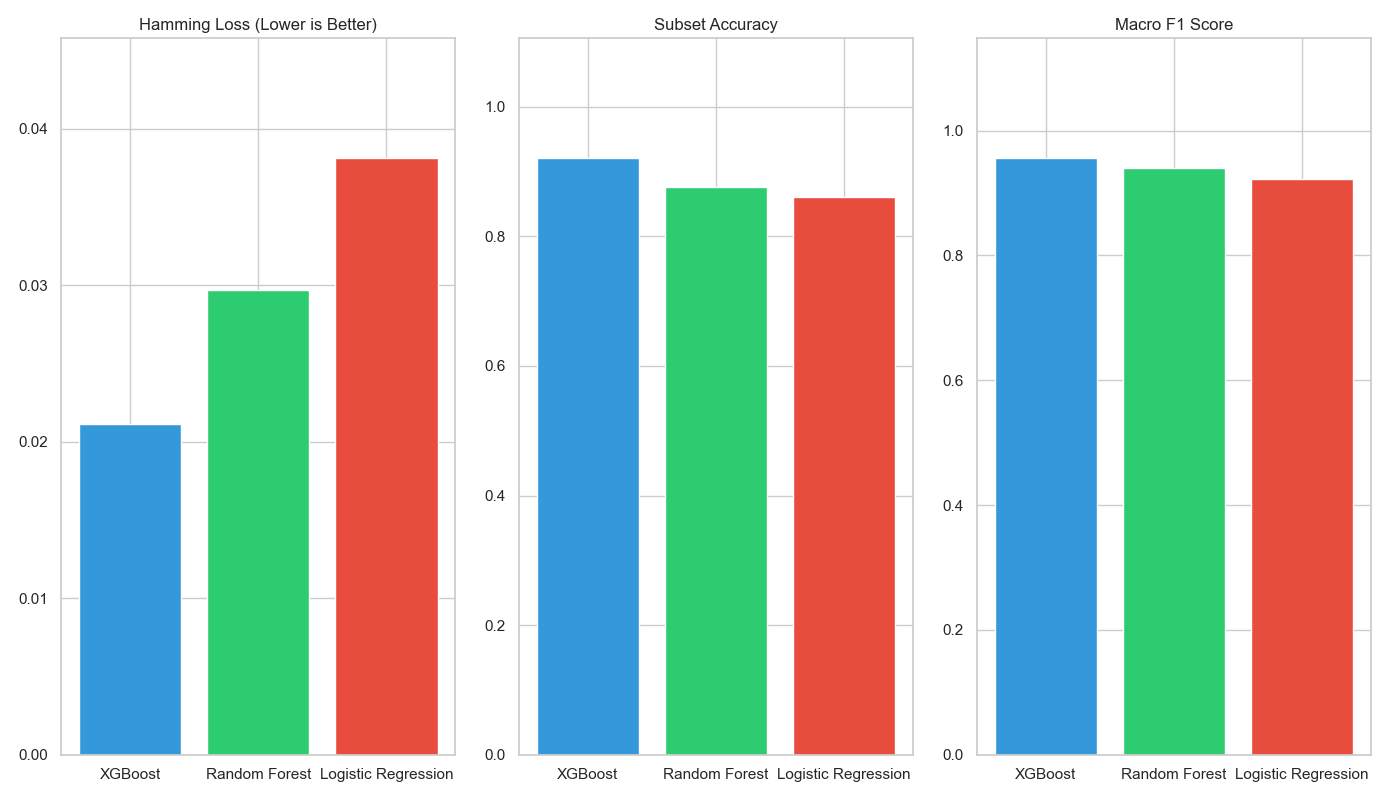 Hamming Loss (Lower is Better)
0.04
0.03
0.02
0.01
0.00
XGBoost Random Forest Logistic Regression
Subset Accuracy
1.0
0.8
0.6
0.4
0.2
0.0
XGBoost Random Forest Logistic Regression
Macro F1 Score
1.0
0.8
0.6
0.4
0.2
0.0
XGBoost Random Forest Logistic Regression